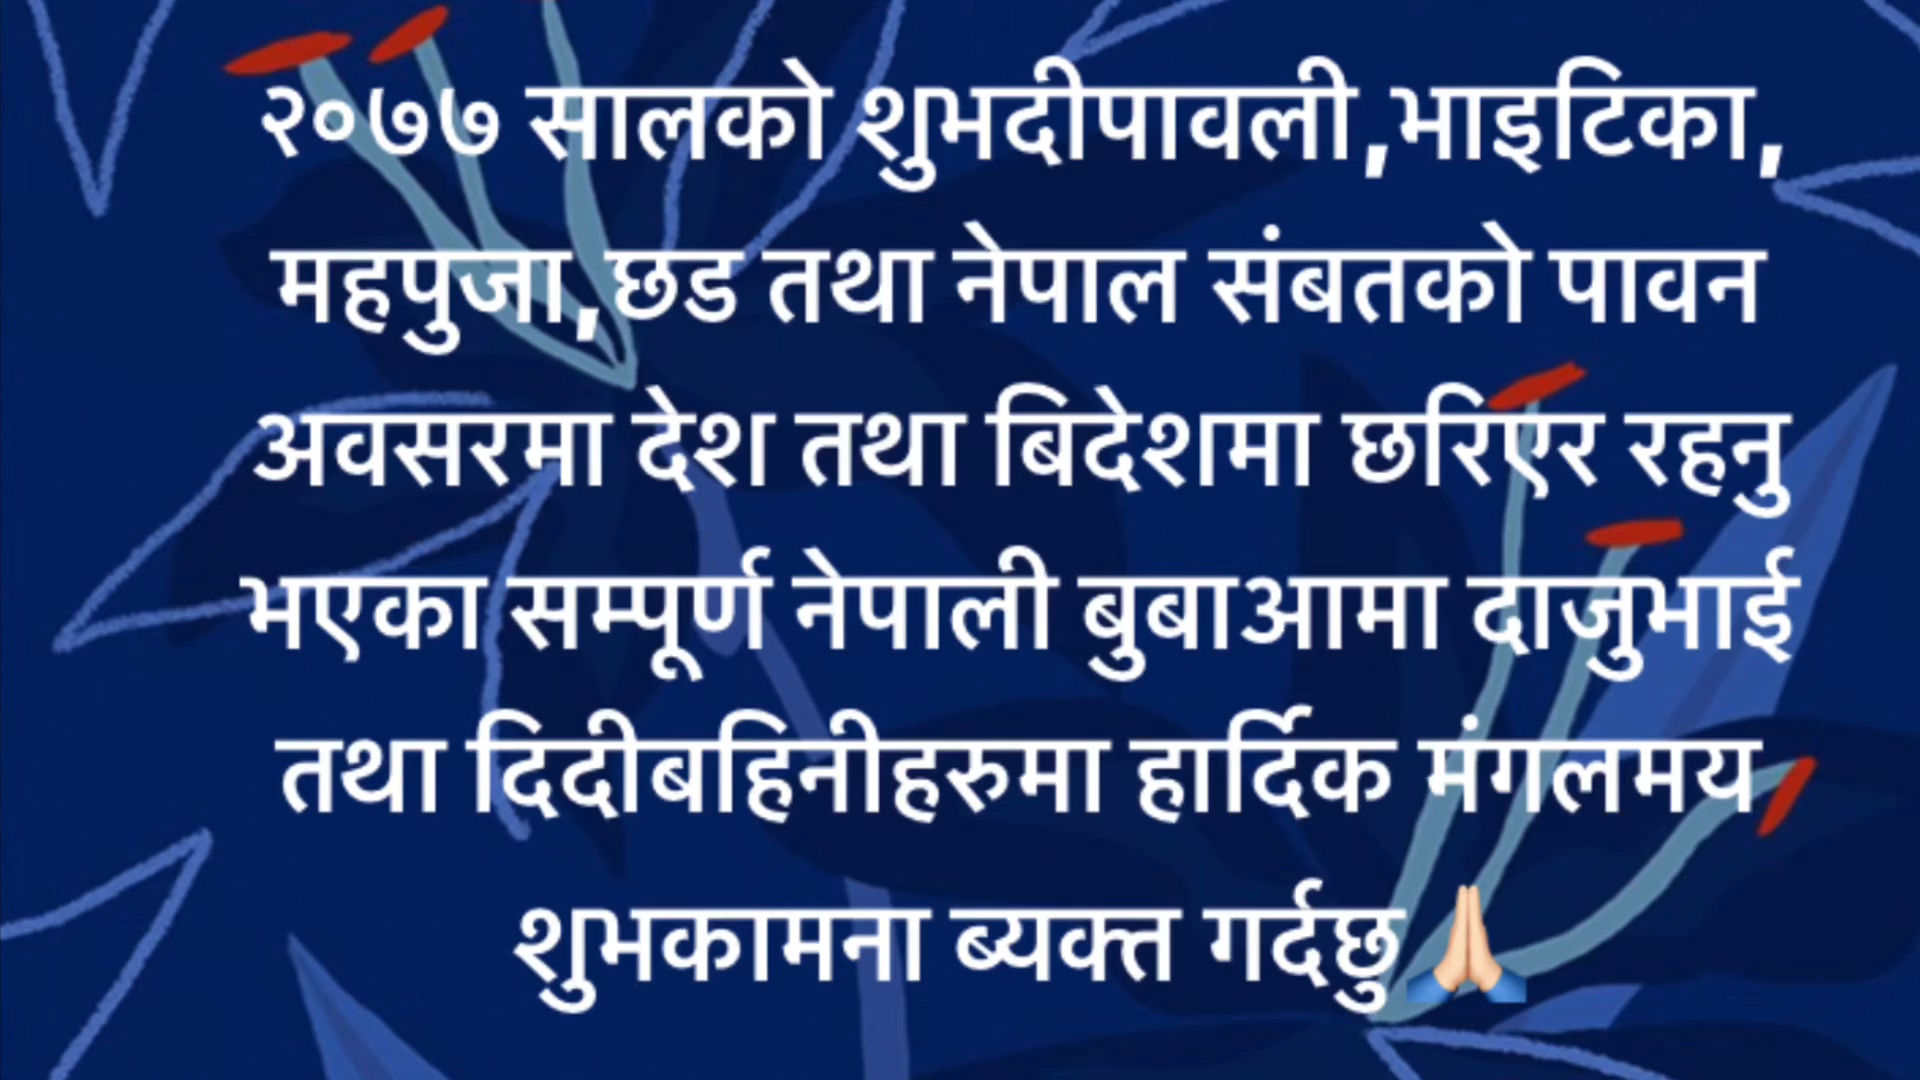 २०७७ सालको शुभदीपावली,भाइटिका,
महपुजा,छड तथा नेपाल संबतको पावन
अवसरमा देश तथा बिदेशमा छरिएर रहनु
भएका सम्पूर्ण नेपाली बुबाआमा दाजुभाई
तथा दिदीबहिनीहरुमा हार्दिक मंगलमय
शुभकामना ब्यक्त गर्दछु🙏🏻